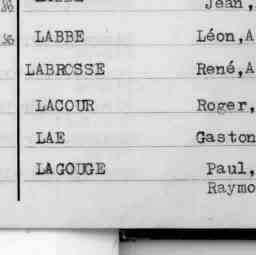 Jean,
LABBE Léon,A
LABROSSE René,A
LACOUR Roger,
LAE Gaston
LAGOUGE Paul,
Raymo